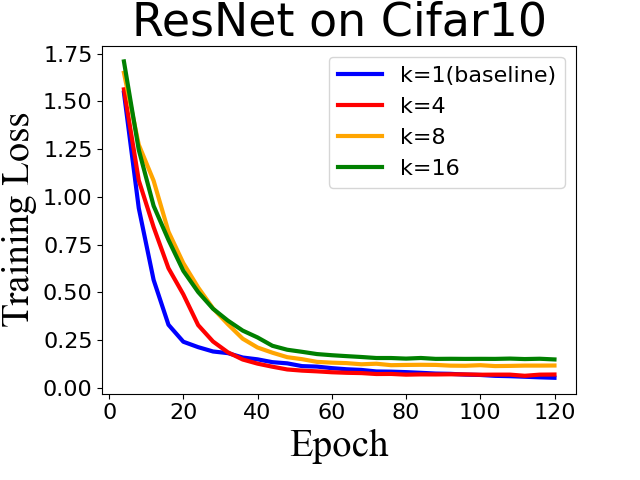 ResNet on Cifar10
Training Loss
1.75
1.50
1.25
1.00
0.75
0.50
0.25
0.00
k=1(baseline)
k=4
k=8
k=16
0 20 40 60 80 100 120
Epoch